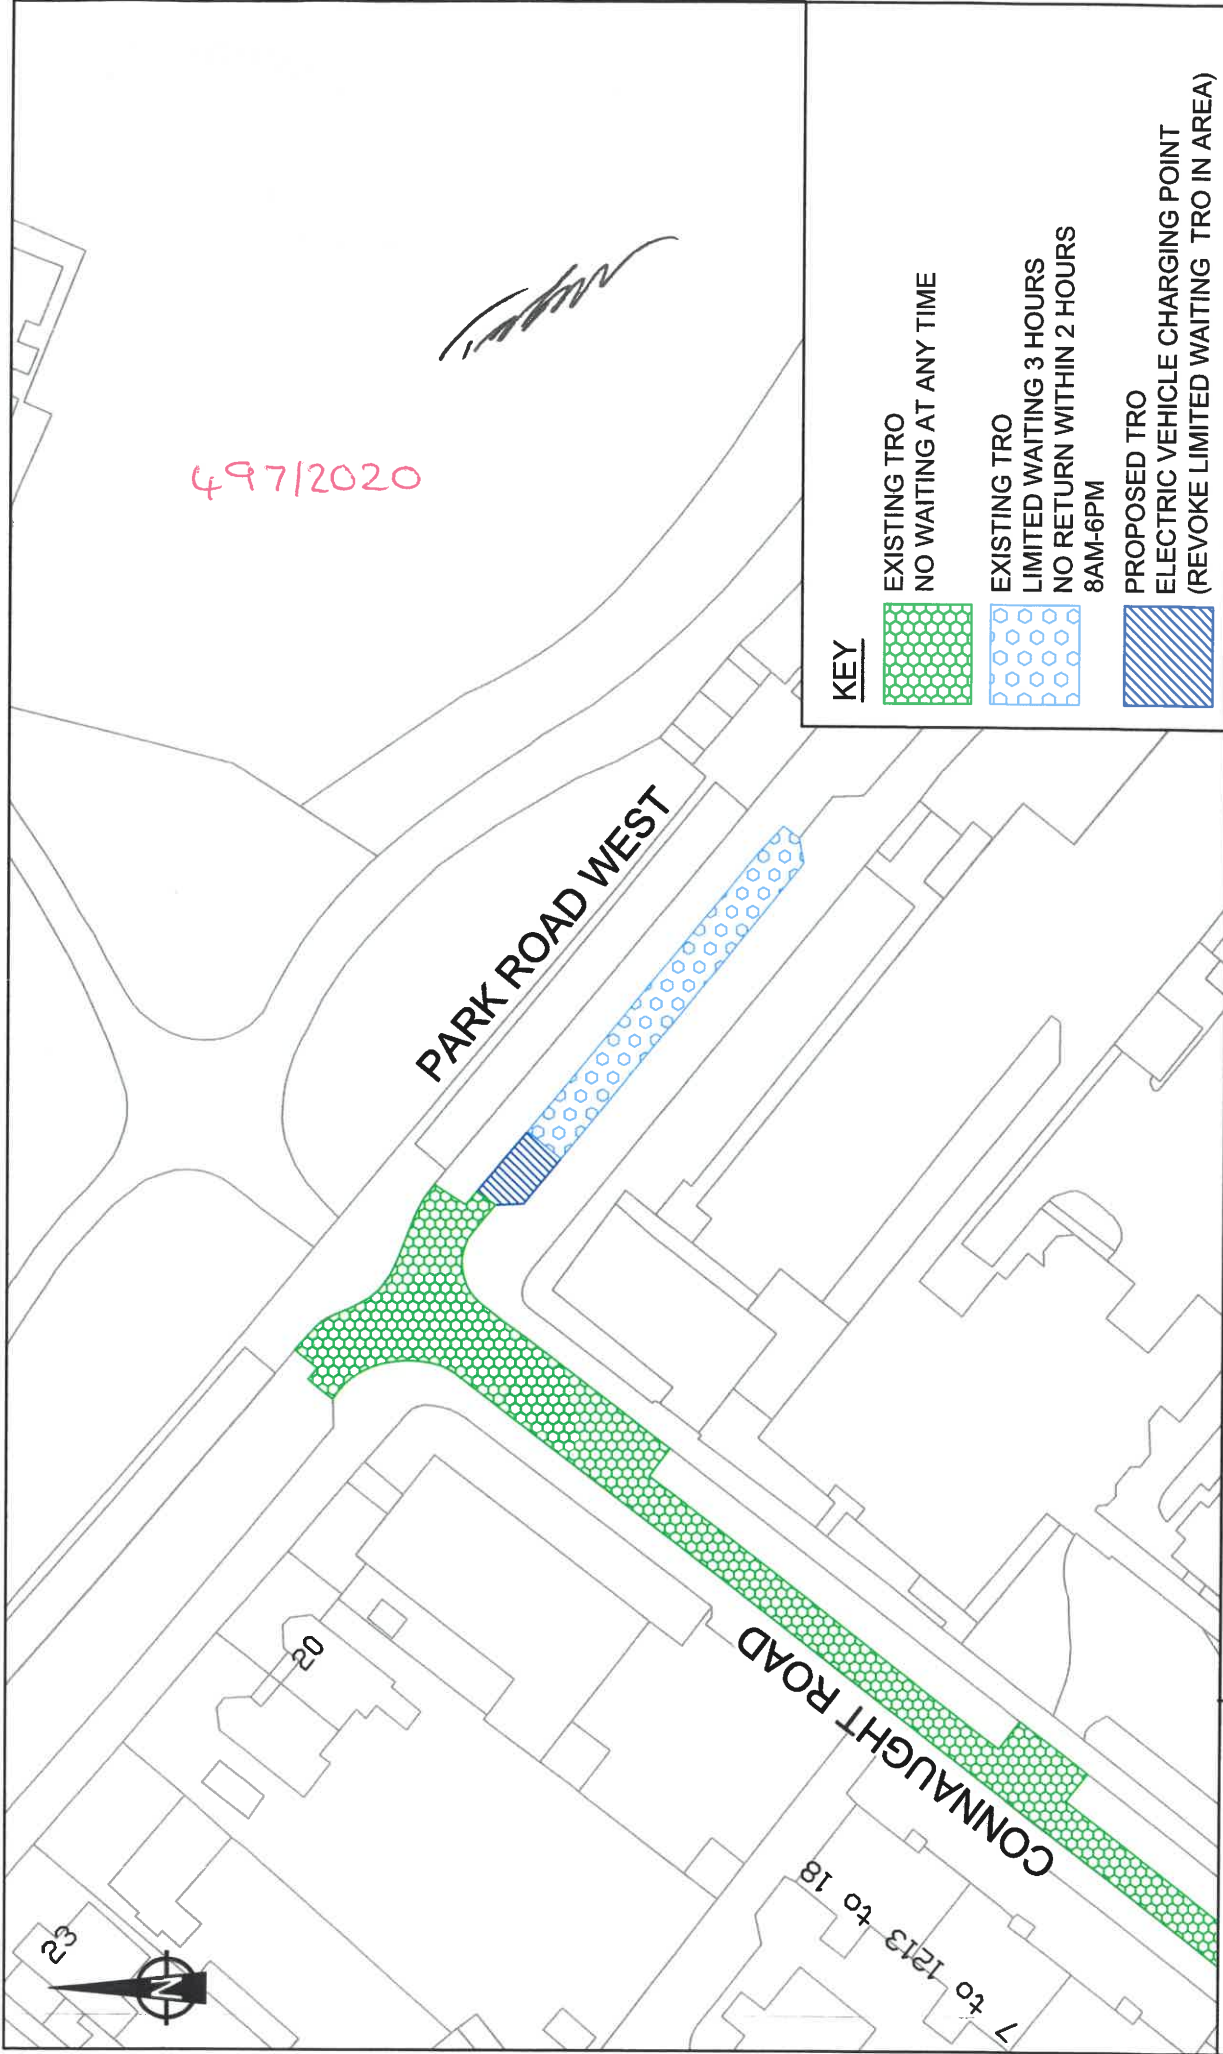 497/2020
PARK ROAD WEST
CONNAUGHT ROAD
23
20
7 to 1213 to 18
N
KEY
EXISTING TRO
NO WAITING AT ANY TIME
EXISTING TRO
LIMITED WAITING 3 HOURS
NO RETURN WITHIN 2 HOURS
8AM-6PM
PROPOSED TRO
ELECTRIC VEHICLE CHARGING POINT
(REVOKE LIMITED WAITING TRO IN AREA)